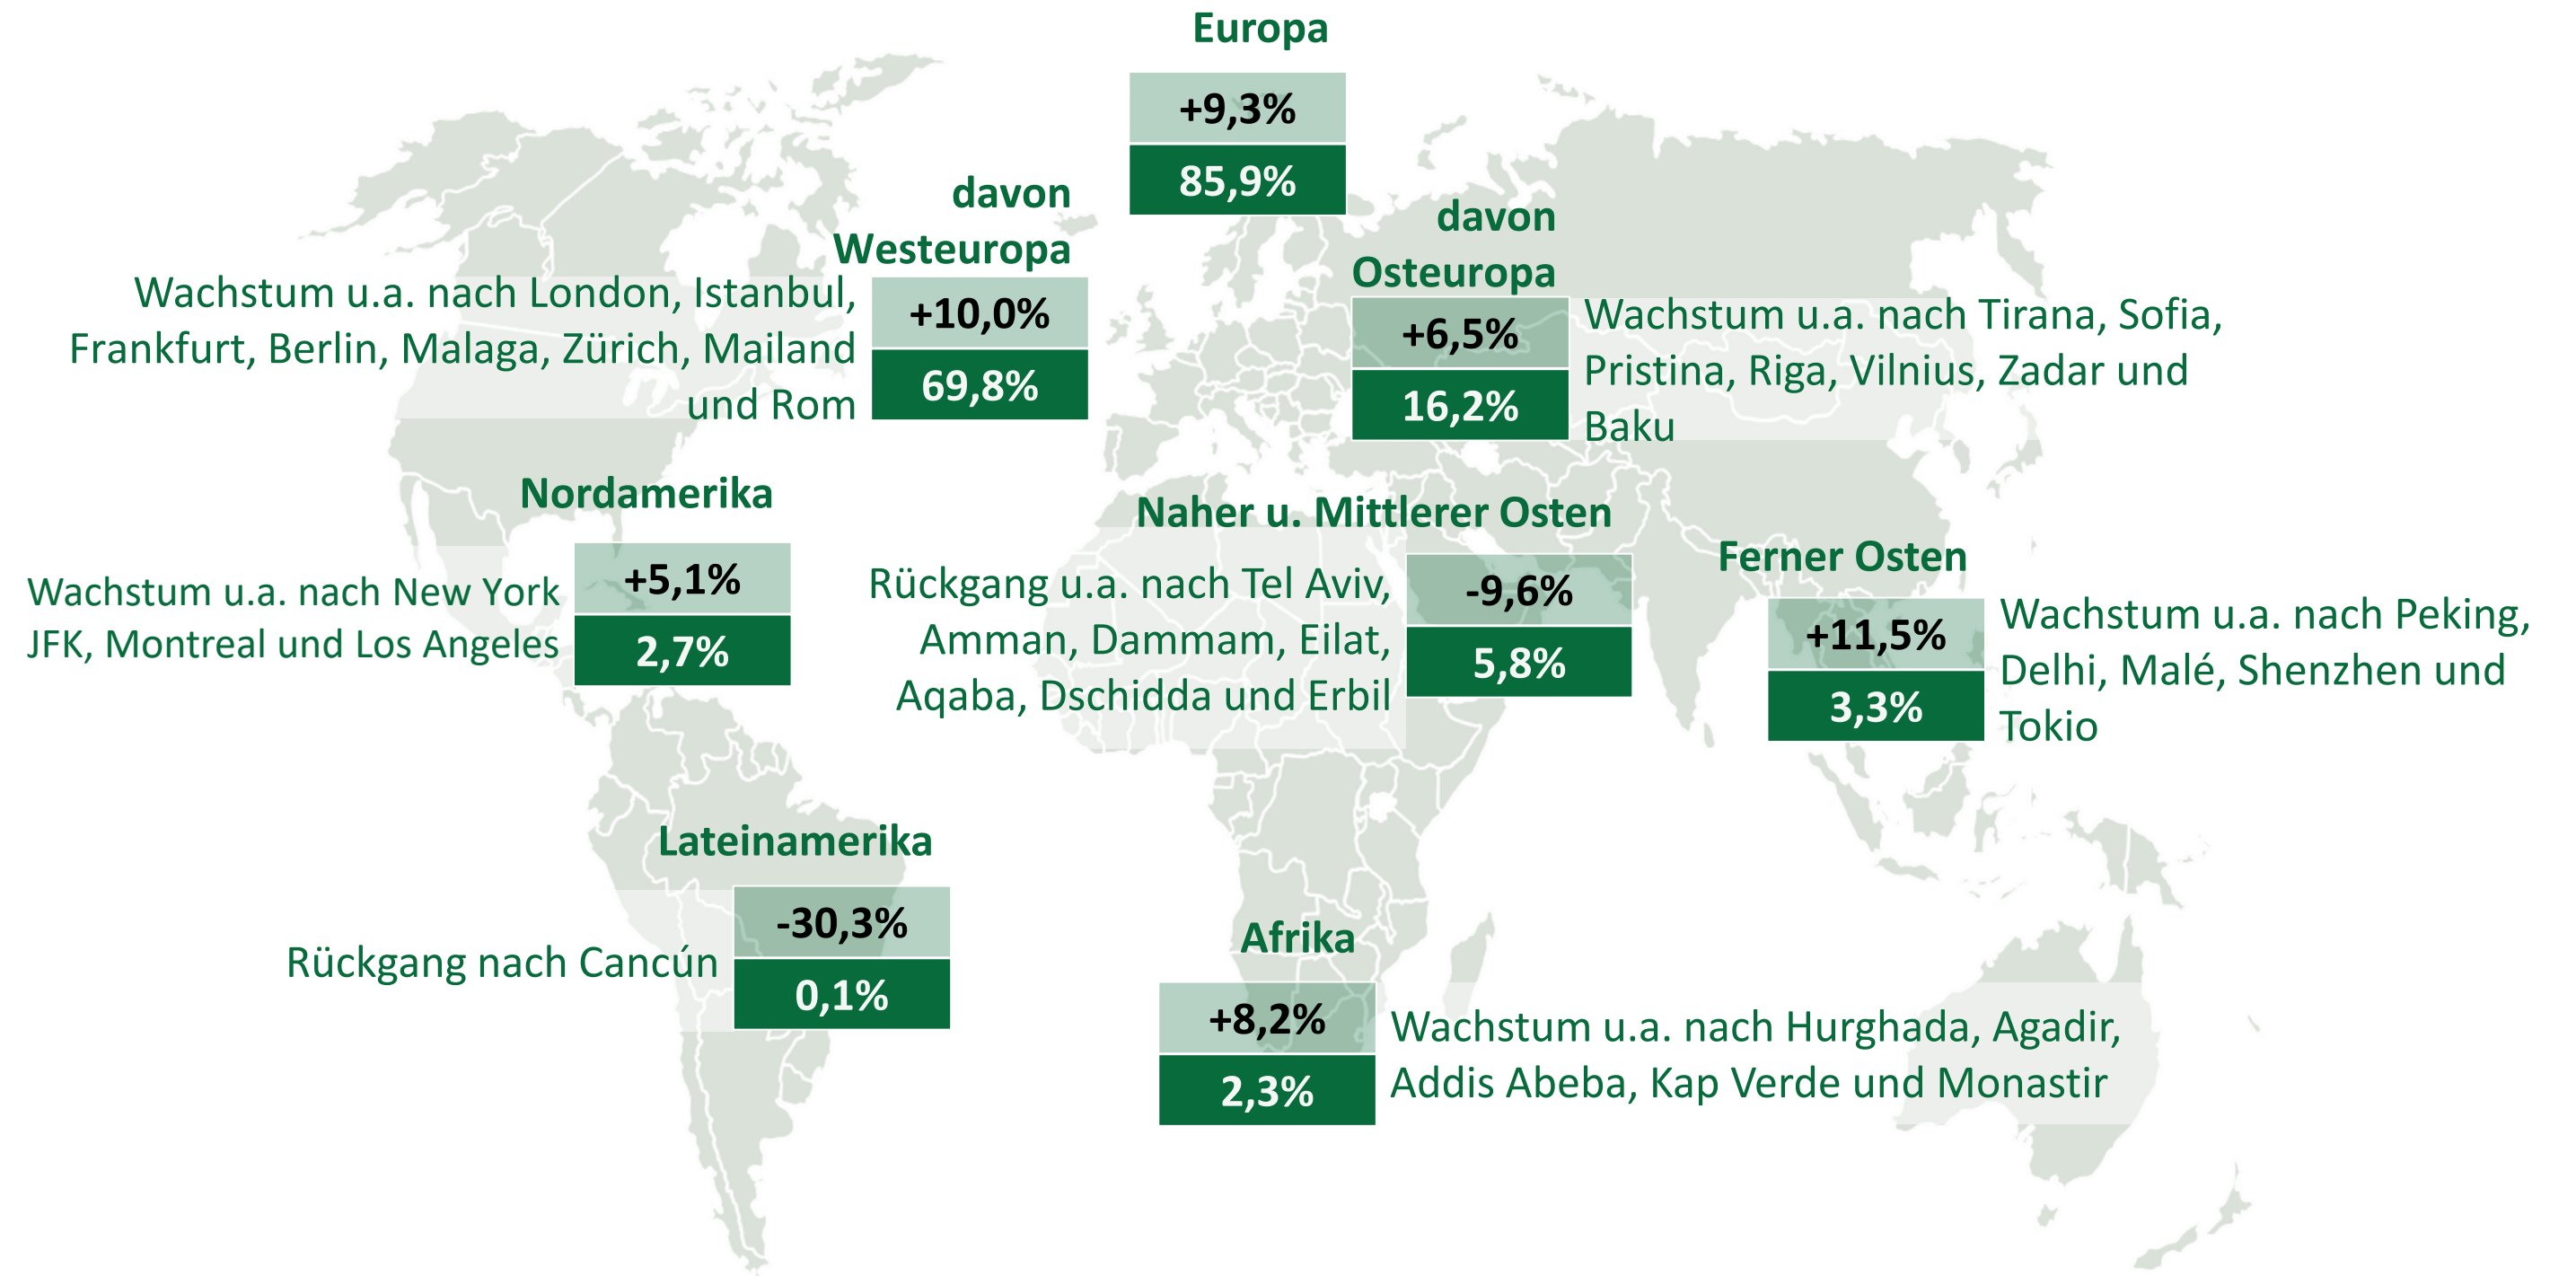 Europa
+9,3%
85,9%
davon
Westeuropa
Wachstum u.a. nach London, Istanbul,
Frankfurt, Berlin, Malaga, Zürich, Mailand
und Rom
+10,0%
69,8%
davon
Osteuropa
+6,5%
16,2%
Wachstum u.a. nach Tirana, Sofia,
Pristina, Riga, Vilnius, Zadar und
Baku
Nordamerika
Wachstum u.a. nach New York
JFK, Montreal und Los Angeles
+5,1%
2,7%
Naher u. Mittlerer Osten
Rückgang u.a. nach Tel Aviv,
Amman, Dammam, Eilat,
Aqaba, Dschidda und Erbil
-9,6%
5,8%
Ferner Osten
+11,5%
3,3%
Wachstum u.a. nach Peking,
Delhi, Malé, Shenzhen und
Tokio
Lateinamerika
Rückgang nach Cancún
-30,3%
0,1%
Afrika
+8,2%
2,3%
Wachstum u.a. nach Hurghada, Agadir,
Addis Abeba, Kap Verde und Monastir